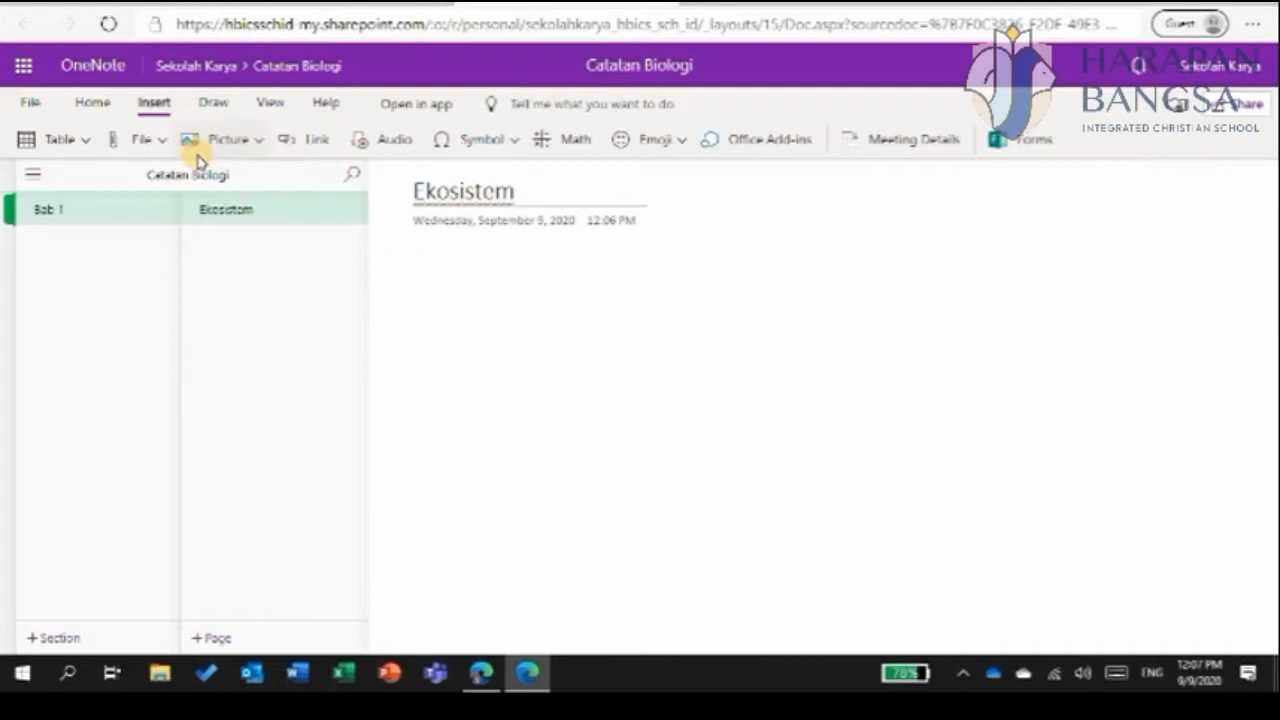 https://hbicsschid-my.sharepoint.com/:o:/r/personal/sekolahkarya_hbics_sch_id/_layouts/15/Doc.aspx?sourcedoc=%7B7F0C3826-F2DF-49E3-...
Guest
OneNote
Sekolah Karya > Catatan Biologi
Catatan Biologi
Sekolah Karya
HARAPAN
BANGSA
INTEGRATED CHRISTIAN SCHOOL
File Home Insert Draw View Help Open in app Tell me what you want to do Share
Table File Picture Link Audio Symbol Math Emoji Office Add-ins Meeting Details Forms
Catatan Biologi
Bab 1 Ekosistem
Ekosistem
Wednesday, September 9, 2020 12:06 PM
+ Section + Page
78% ENG 12:07 PM
9/9/2020